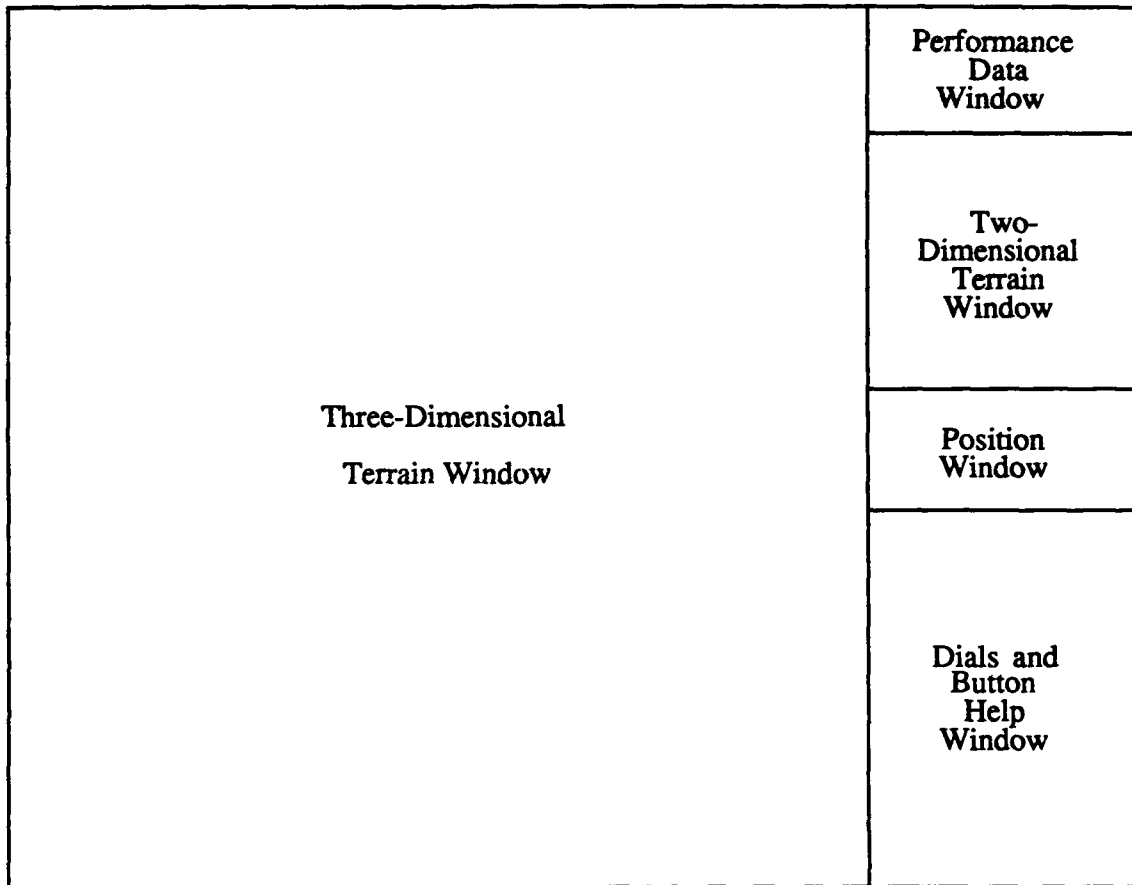 Three-Dimensional
Terrain Window
Performance
Data
Window
Two-
Dimensional
Terrain
Window
Position
Window
Dials and
Button
Help
Window